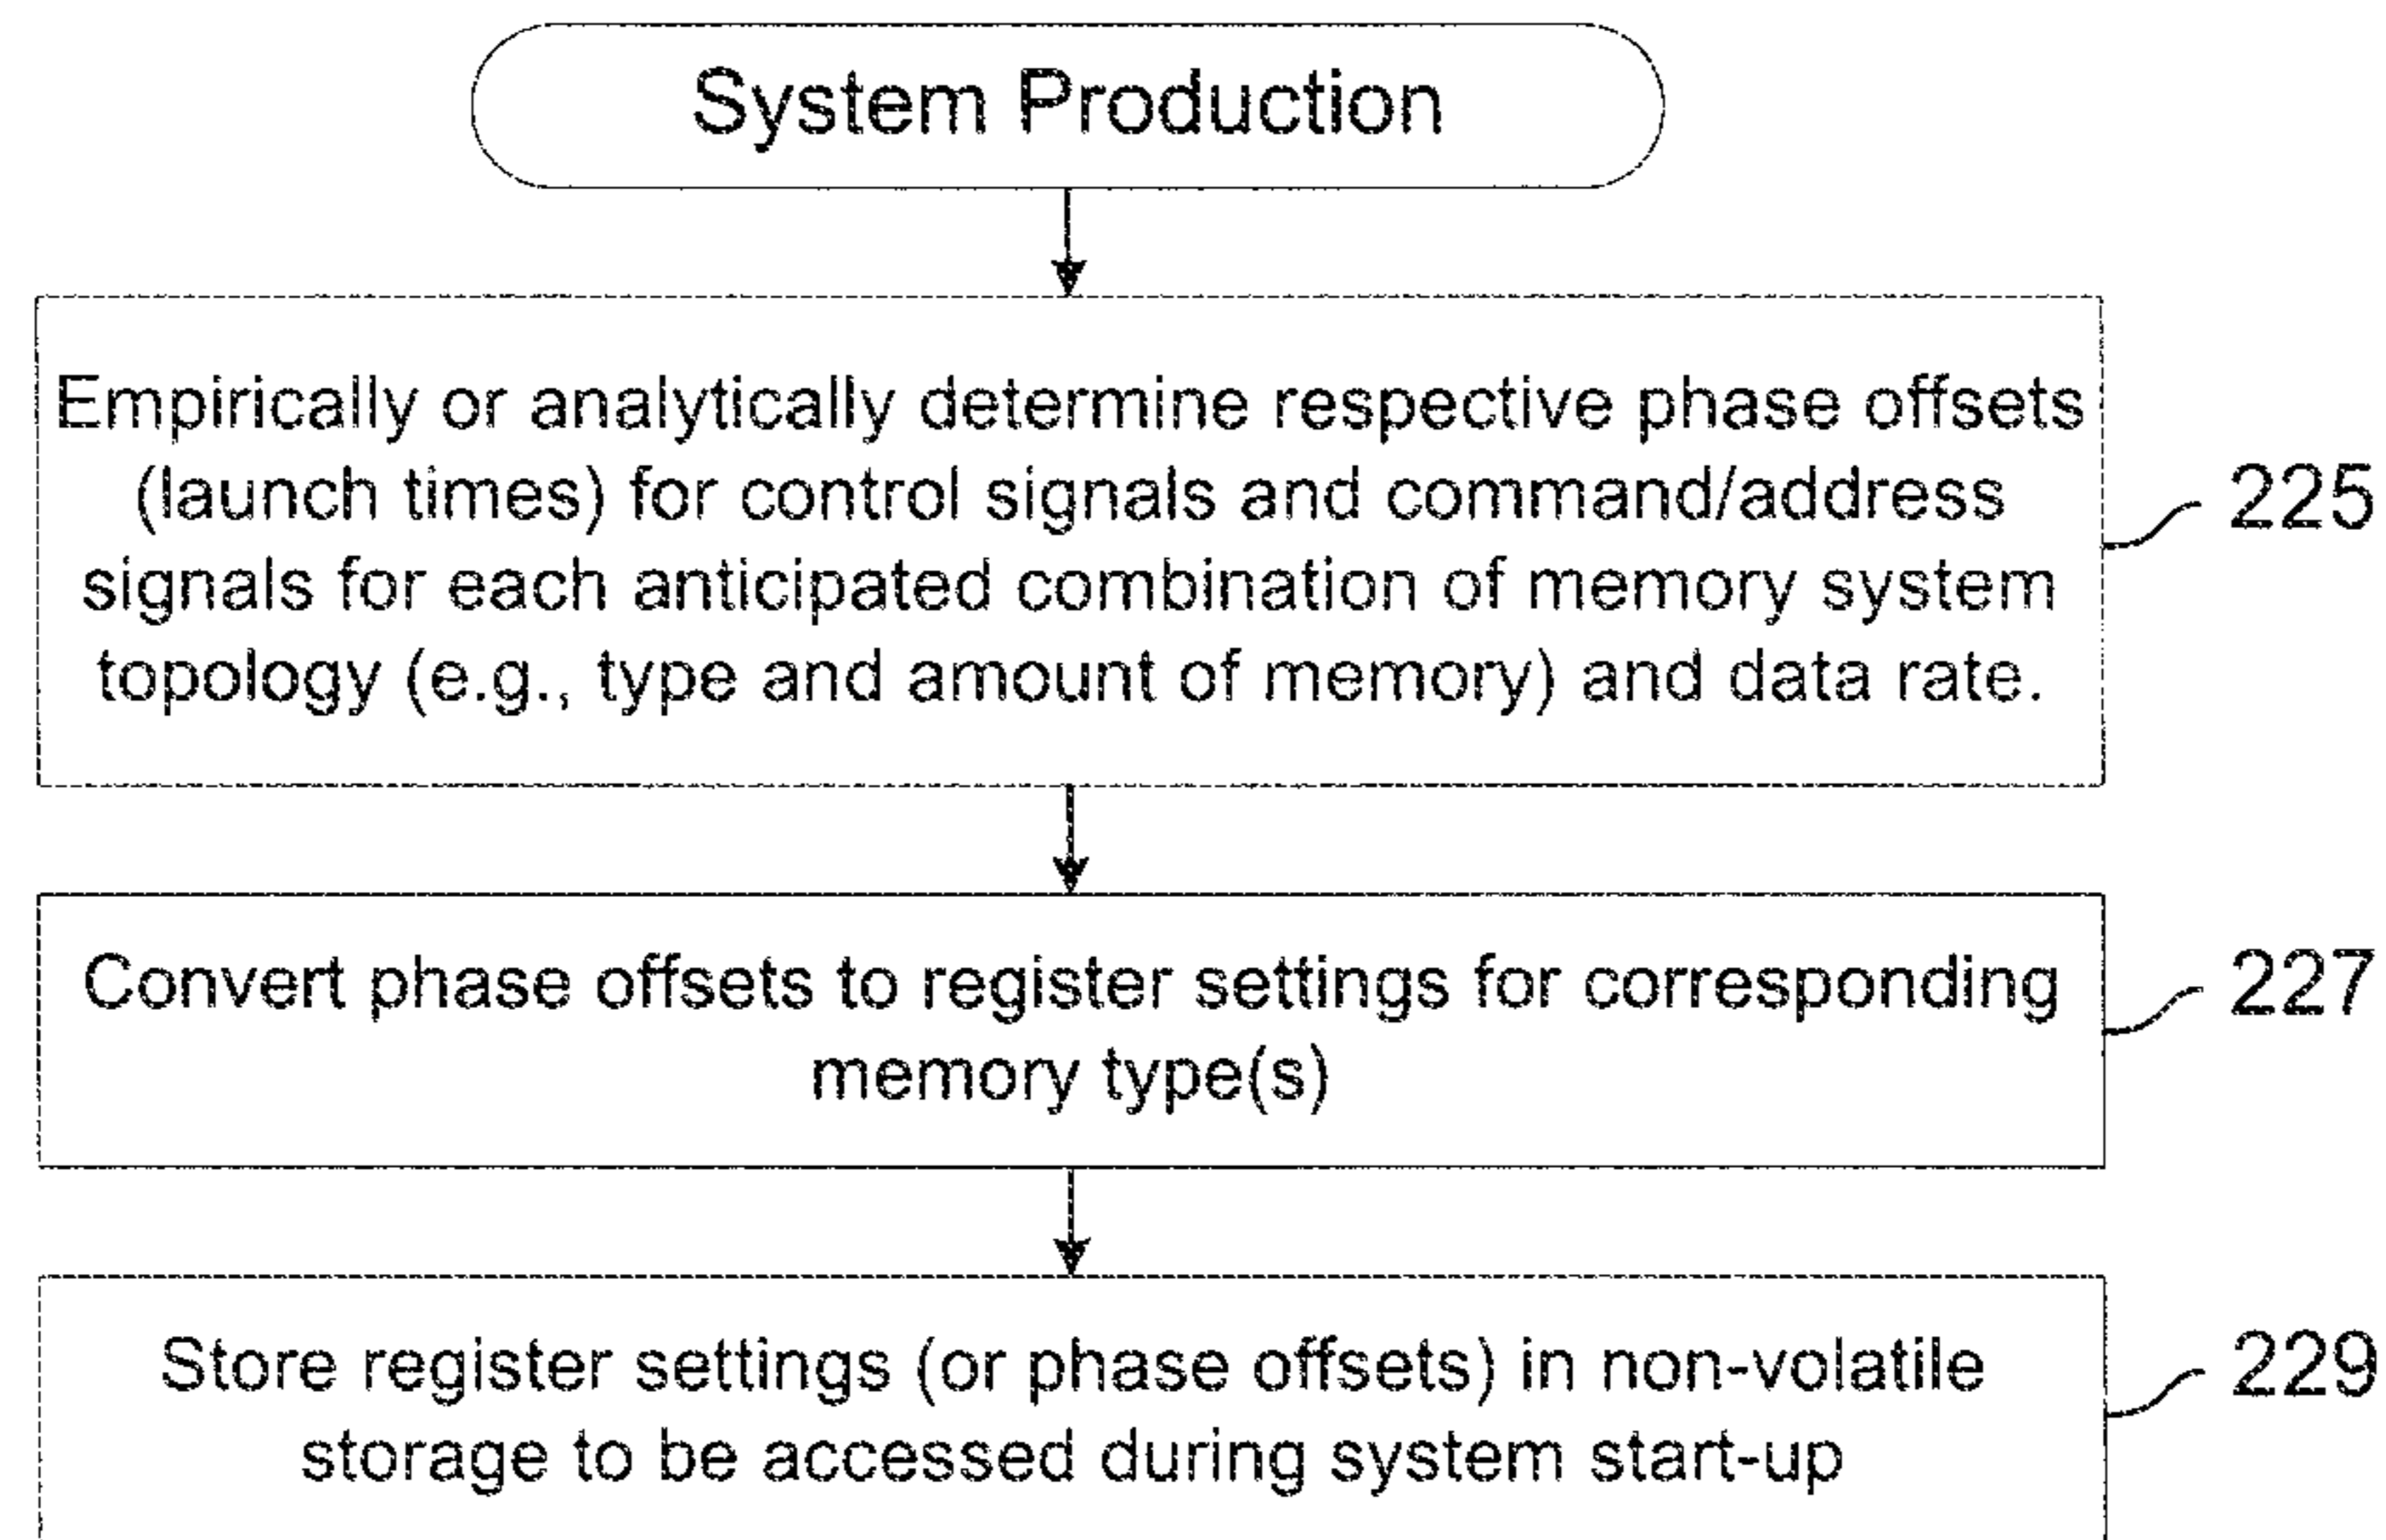 System Production
Empirically or analytically determine respective phase offsets
(launch times) for control signals and command/address
signals for each anticipated combination of memory system
topology (e.g., type and amount of memory) and data rate.
225
Convert phase offsets to register settings for corresponding
memory type(s)
227
Store register settings (or phase offsets) in non-volatile
storage to be accessed during system start-up
229